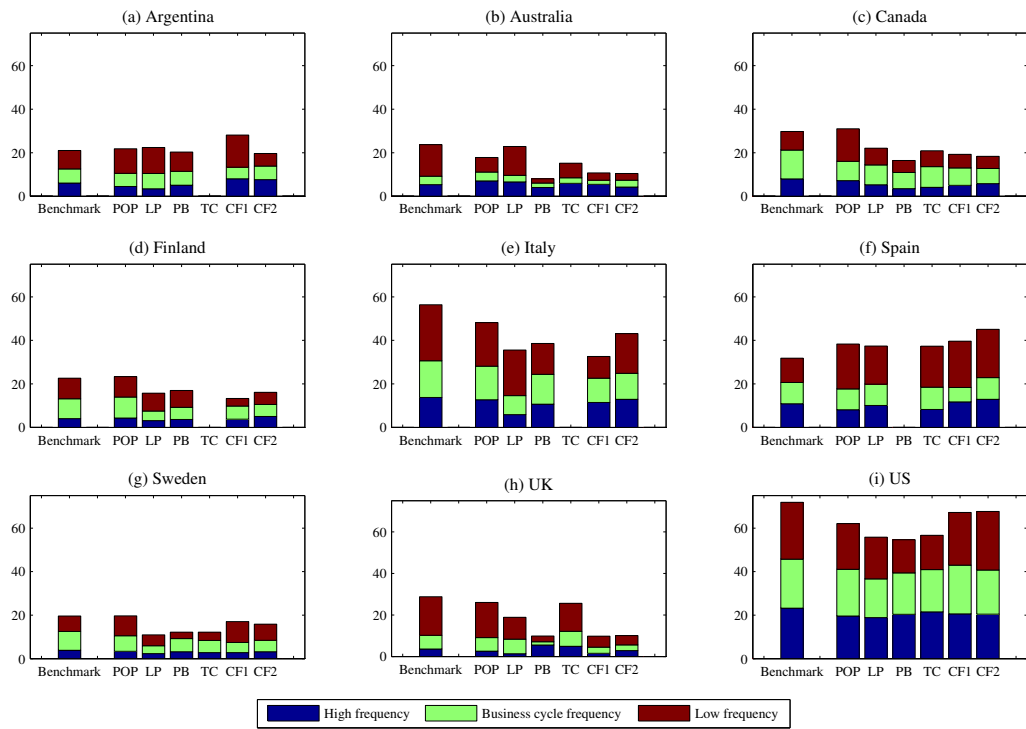 (a) Argentina
(b) Australia
(c) Canada
60
40
20
0
Benchmark POP LP PB TC CF1 CF2
60
40
20
0
Benchmark POP LP PB TC CF1 CF2
60
40
20
0
Benchmark POP LP PB TC CF1 CF2
(d) Finland
(e) Italy
(f) Spain
60
40
20
0
Benchmark POP LP PB TC CF1 CF2
60
40
20
0
Benchmark POP LP PB TC CF1 CF2
60
40
20
0
Benchmark POP LP PB TC CF1 CF2
(g) Sweden
(h) UK
(i) US
60
40
20
0
Benchmark POP LP PB TC CF1 CF2
60
40
20
0
Benchmark POP LP PB TC CF1 CF2
60
40
20
0
Benchmark POP LP PB TC CF1 CF2
High frequency Business cycle frequency Low frequency